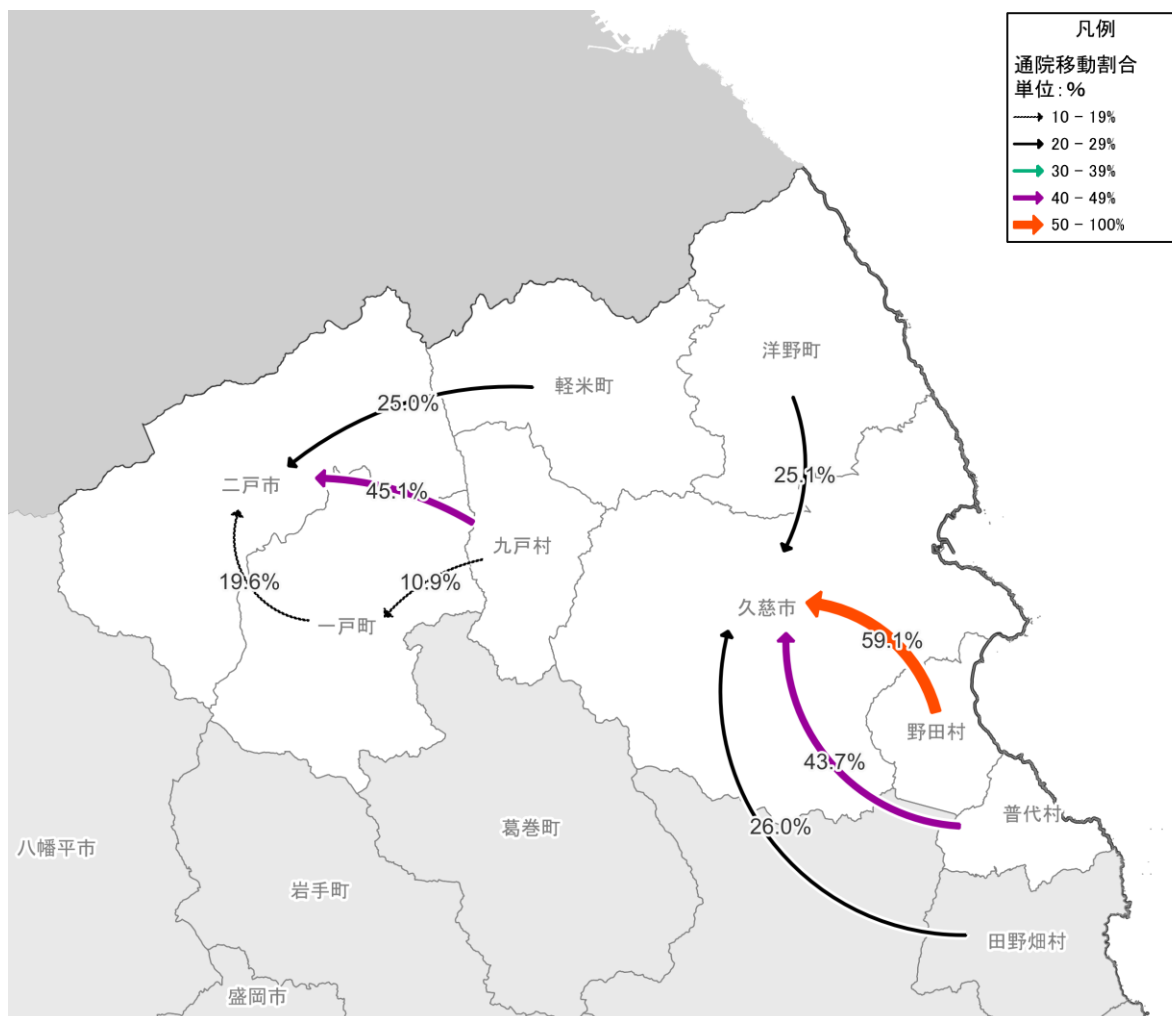 凡例
通院移動割合
単位:%
10 - 19%
20 - 29%
30 - 39%
40 - 49%
50 - 100%
洋野町
軽米町
25.0%
25.1%
二戸市
45.1%
九戸村
19.6%
10.9%
一戸町
久慈市
59.1%
野田村
43.7%
普代村
26.0%
葛巻町
八幡平市
岩手町
田野畑村
盛岡市